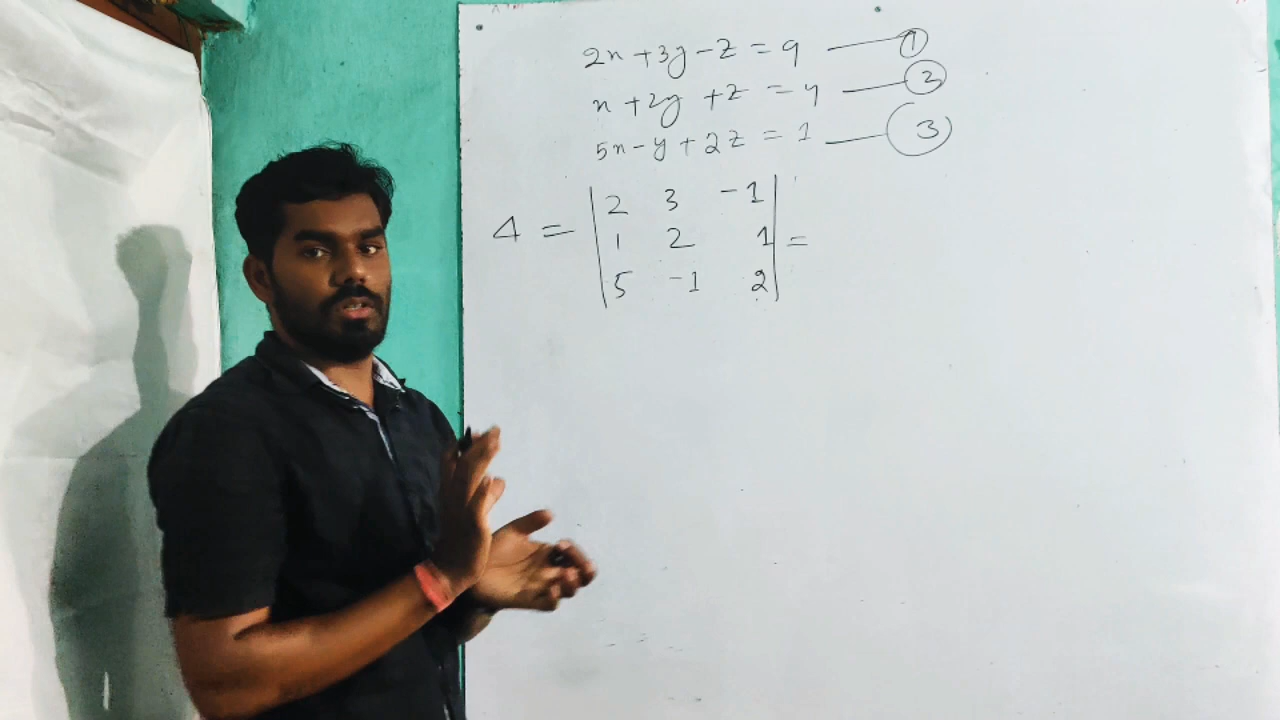 2x+3y-z=9 — ①
x+2y+z=4 — ②
5x-y+2z=1 — ③
Δ = | 2 3 -1 | =
| 1 2 1 |
| 5 -1 2 |